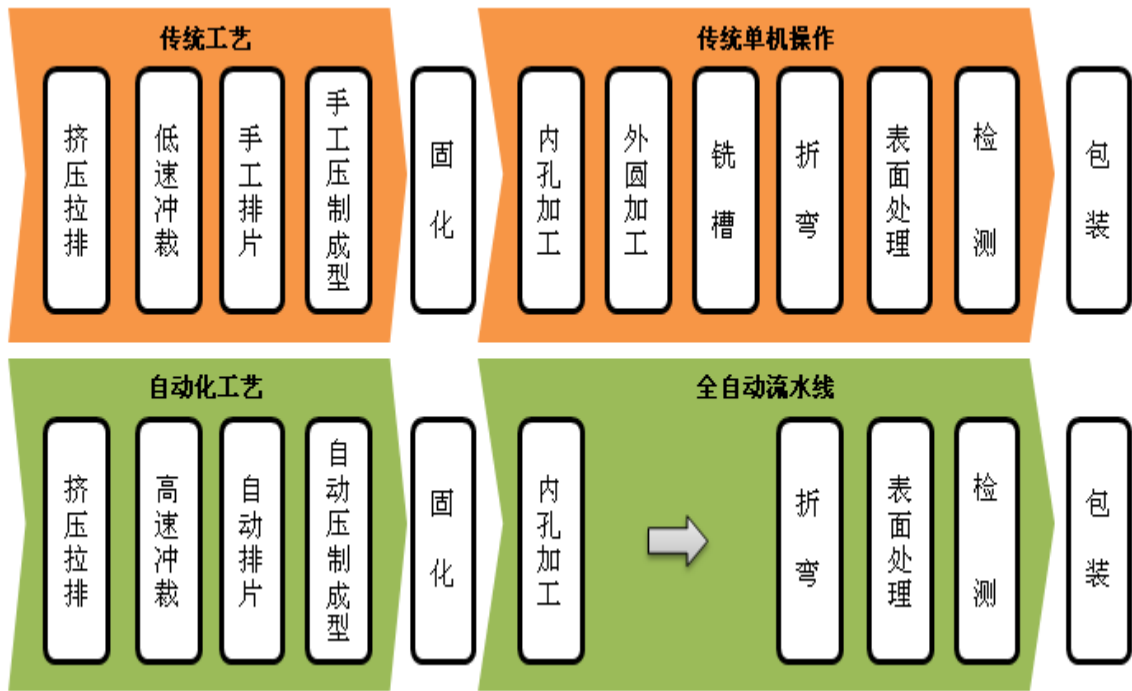 传统工艺
传统单机操作
挤压拉排
低速冲裁
手工排片
手工压制成型
固化
内孔加工
外圆加工
铣槽
折弯
表面处理
检测
包装
自动化工艺
全自动流水线
挤压拉排
高速冲裁
自动排片
自动压制成型
固化
内孔加工
折弯
表面处理
检测
包装